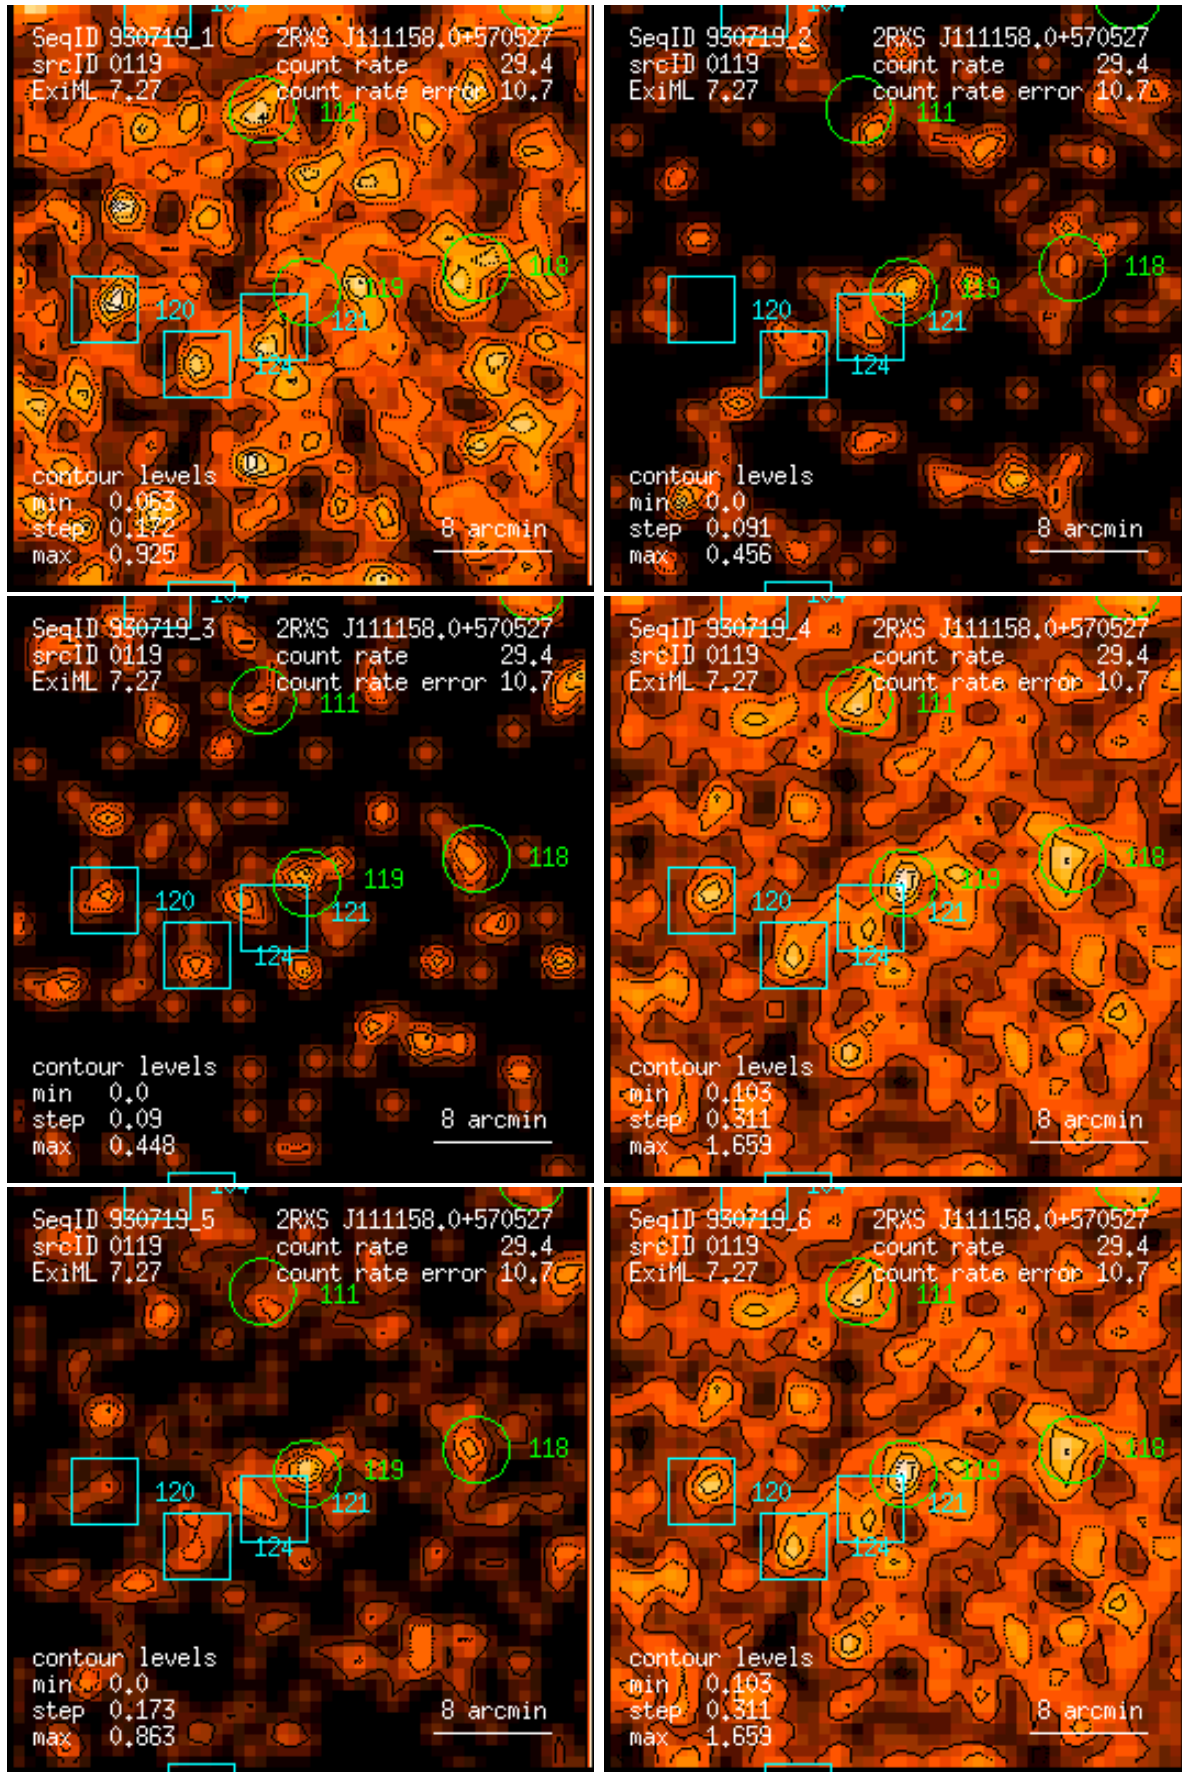 104
SeqID 930719_1 2RXS J111158.0+570527
srcID 0119 count rate 29.4
ExiML 7.27 count rate error 10.7
111
118
119
120
121
124
contour levels
min 0.063
step 0.172
max 0.925
8 arcmin
104
SeqID 930719_2 2RXS J111158.0+570527
srcID 0119 count rate 29.4
ExiML 7.27 count rate error 10.7
111
118
119
120
121
124
contour levels
min 0.0
step 0.091
max 0.456
8 arcmin
104
SeqID 930719_3 2RXS J111158.0+570527
srcID 0119 count rate 29.4
ExiML 7.27 count rate error 10.7
111
118
119
120
121
124
contour levels
min 0.0
step 0.09
max 0.448
8 arcmin
104
SeqID 930719_4 2RXS J111158.0+570527
srcID 0119 count rate 29.4
ExiML 7.27 count rate error 10.7
111
118
119
120
121
124
contour levels
min 0.103
step 0.311
max 1.659
8 arcmin
104
SeqID 930719_5 2RXS J111158.0+570527
srcID 0119 count rate 29.4
ExiML 7.27 count rate error 10.7
111
118
119
120
121
124
contour levels
min 0.0
step 0.173
max 0.863
8 arcmin
104
SeqID 930719_6 2RXS J111158.0+570527
srcID 0119 count rate 29.4
ExiML 7.27 count rate error 10.7
111
118
119
120
121
124
contour levels
min 0.103
step 0.311
max 1.659
8 arcmin